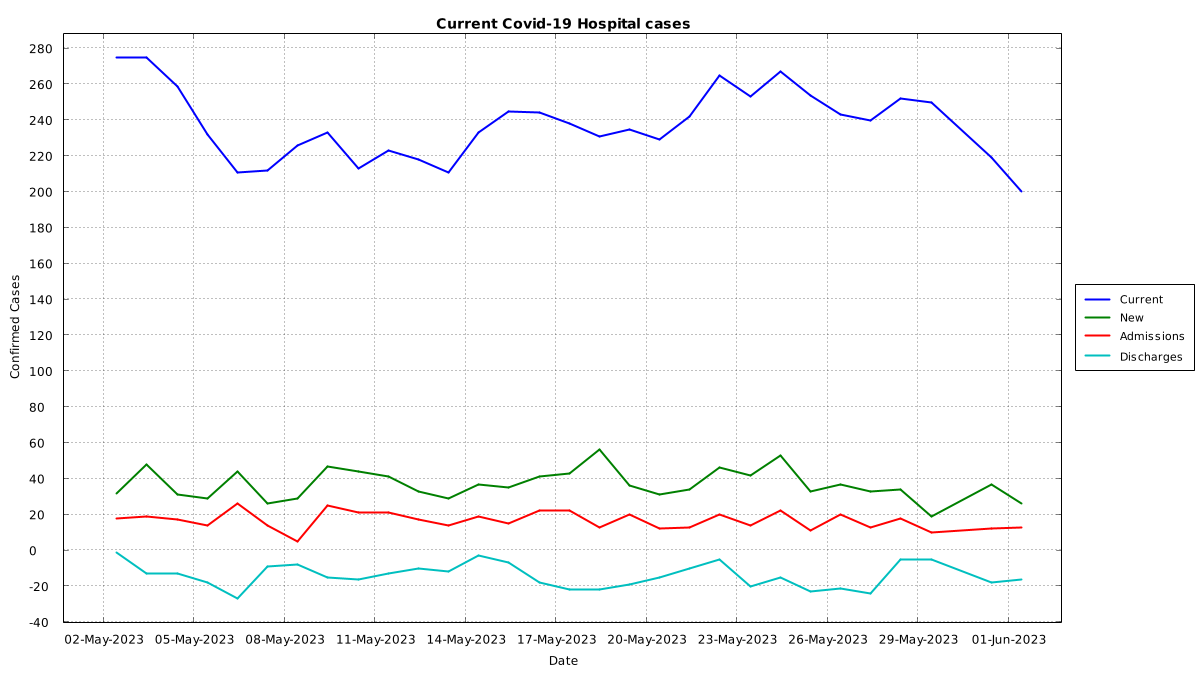 Current Covid-19 Hospital cases
280
260
240
220
200
180
160
140
120
100
80
60
40
20
0
-20
-40
Confirmed Cases
02-May-2023 05-May-2023 08-May-2023 11-May-2023 14-May-2023 17-May-2023 20-May-2023 23-May-2023 26-May-2023 29-May-2023 01-Jun-2023
Date
Current
New
Admissions
Discharges